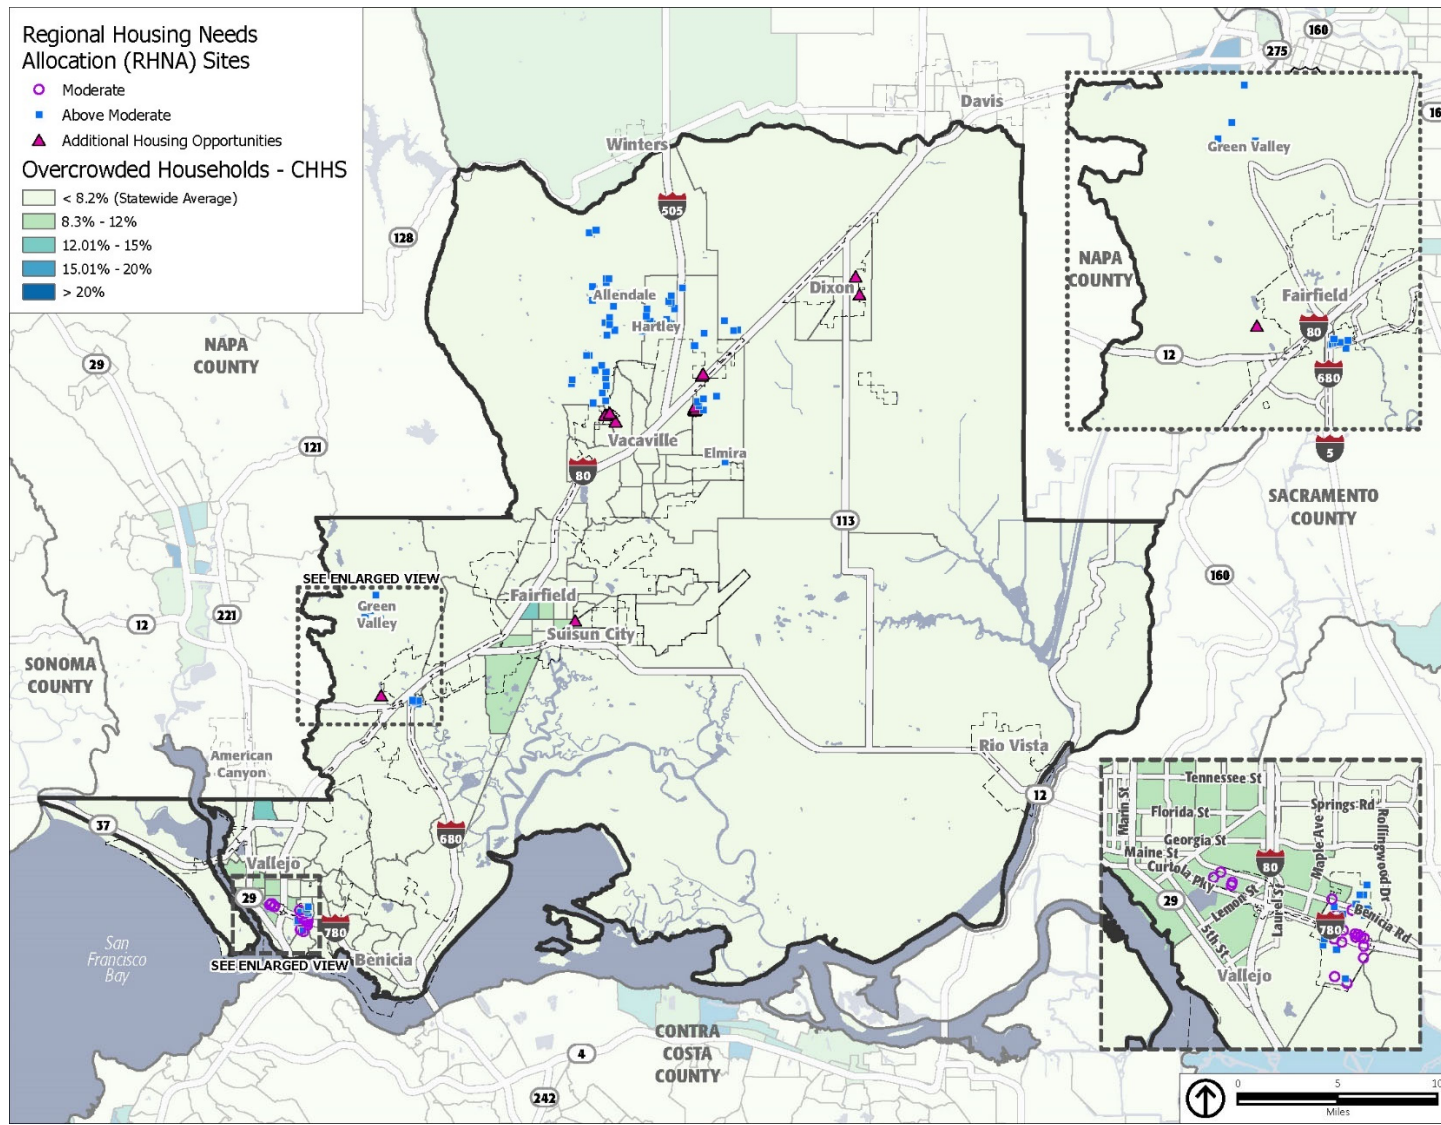 Regional Housing Needs
Allocation (RHNA) Sites
Moderate
Above Moderate
Additional Housing Opportunities
Overcrowded Households - CHHS
< 8.2% (Statewide Average)
8.3% - 12%
12.01% - 15%
15.01% - 20%
> 20%
160
275
Davis
Winters
505
128
Allendale
Hartley
Dixon
NAPA
COUNTY
29
121
Vacaville
Elmira
80
113
5
SACRAMENTO
COUNTY
160
SEE ENLARGED VIEW
Green
Valley
Fairfield
Suisun City
221
12
SONOMA
COUNTY
American
Canyon
Rio Vista
12
37
680
Vallejo
29
780
SEE ENLARGED VIEW
Benicia
San
Francisco
Bay
CONTRA
COSTA
COUNTY
4
242
Green Valley
NAPA
COUNTY
Fairfield
80
12
680
16
Tennessee St
Marin St
Florida St
Springs Rd
Georgia St
Maple Ave
Rollingwood Dr
Maine St
Curtola PKY
80
29
Lemon St
Laurel St
5th St
Benicia Rd
780
Vallejo
0 5 10
Miles